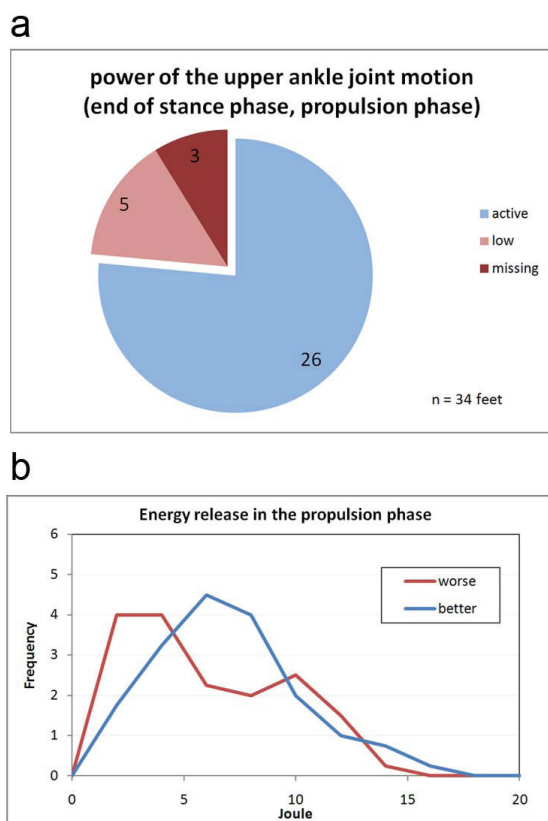 a
power of the upper ankle joint motion
(end of stance phase, propulsion phase)
3
5
26
active
low
missing
n = 34 feet
b
Energy release in the propulsion phase
6
5
4
3
2
1
0
Frequency
worse
better
0 5 10 15 20
Joule